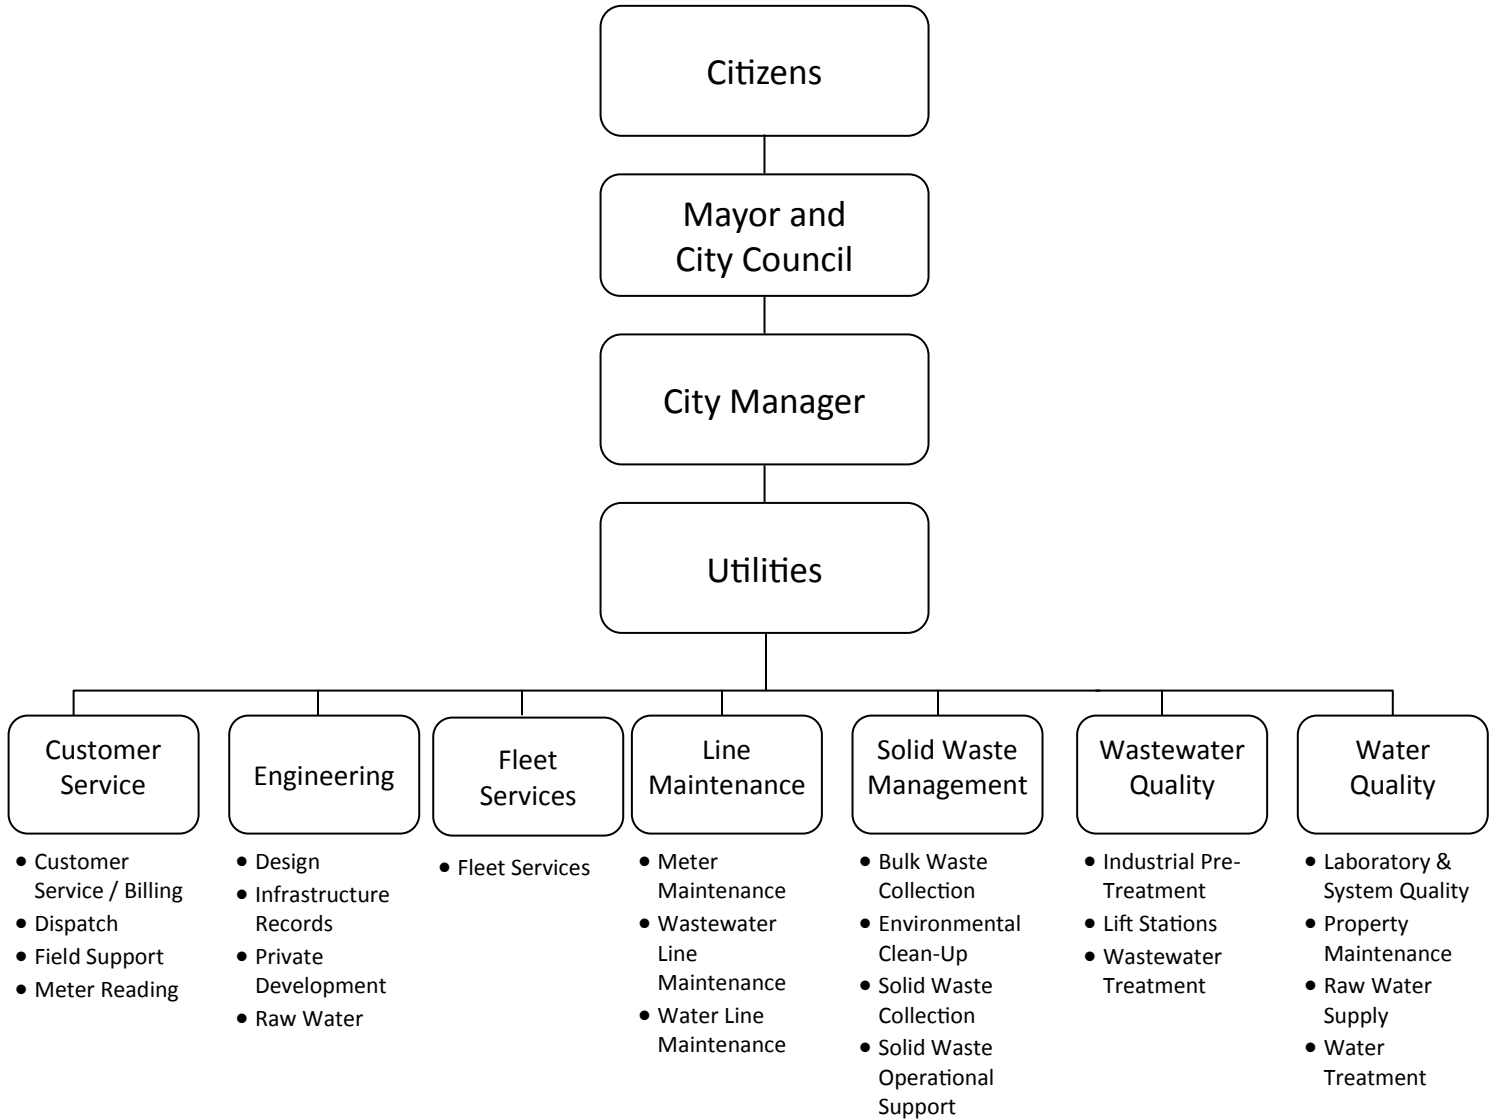 Citizens
Mayor and
City Council
City Manager
Utilities
Customer
Service
• Customer
Service / Billing
• Dispatch
• Field Support
• Meter Reading
Engineering
• Design
• Infrastructure
Records
• Private
Development
• Raw Water
Fleet
Services
• Fleet Services
Line
Maintenance
• Meter
Maintenance
• Wastewater
Line
Maintenance
• Water Line
Maintenance
Solid Waste
Management
• Bulk Waste
Collection
• Environmental
Clean-Up
• Solid Waste
Collection
• Solid Waste
Operational
Support
Wastewater
Quality
• Industrial Pre-
Treatment
• Lift Stations
• Wastewater
Treatment
Water
Quality
• Laboratory &
System Quality
• Property
Maintenance
• Raw Water
Supply
• Water
Treatment